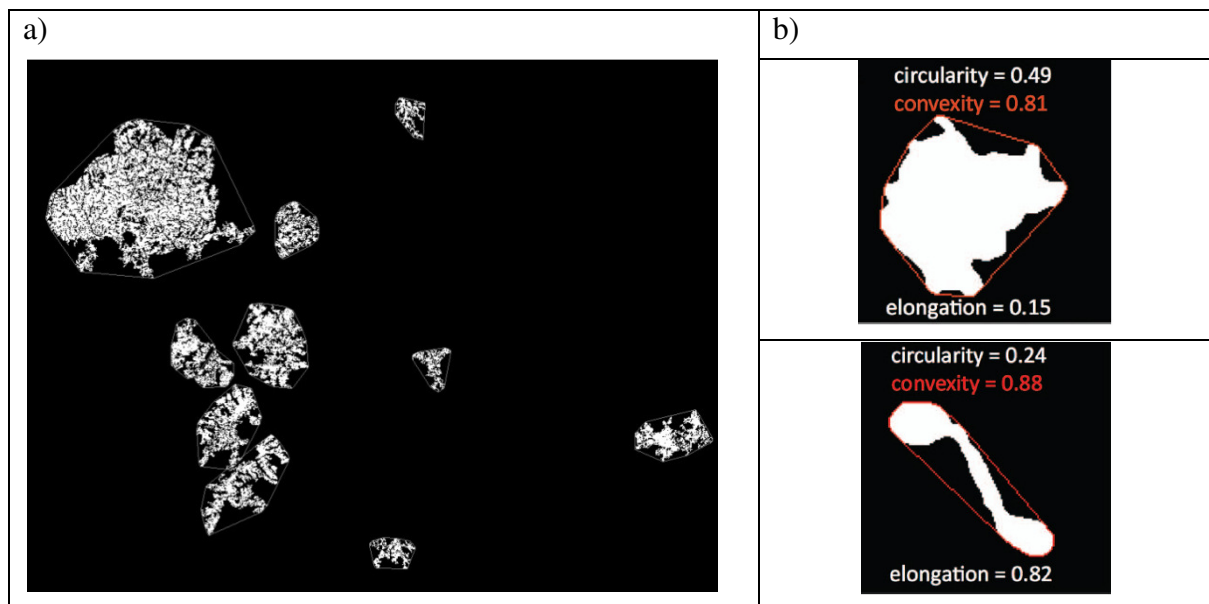 a)
b)
circularity = 0.49
convexity = 0.81
elongation = 0.15
circularity = 0.24
convexity = 0.88
elongation = 0.82